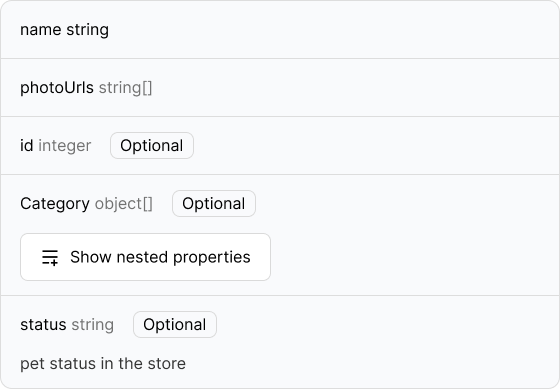 name string
photoUrls string[]
id integer Optional
Category object[] Optional
Show nested properties
status string Optional
pet status in the store